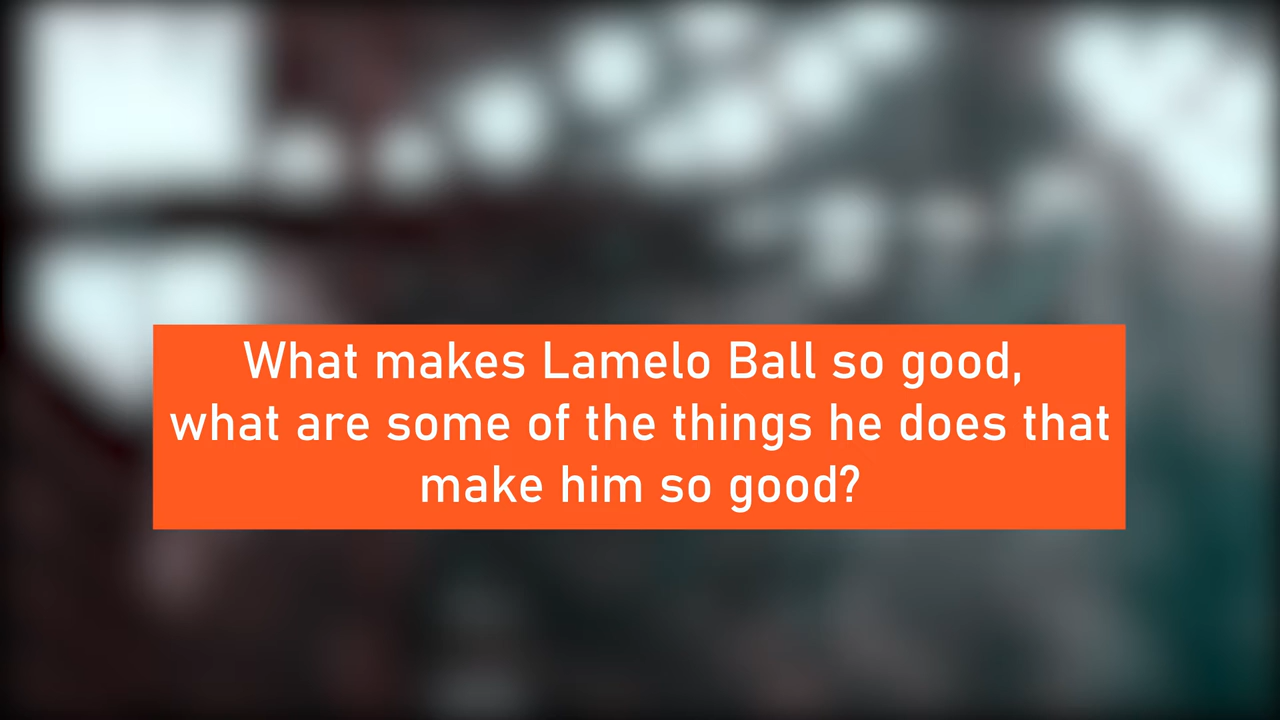 What makes Lamelo Ball so good,
what are some of the things he does that
make him so good?